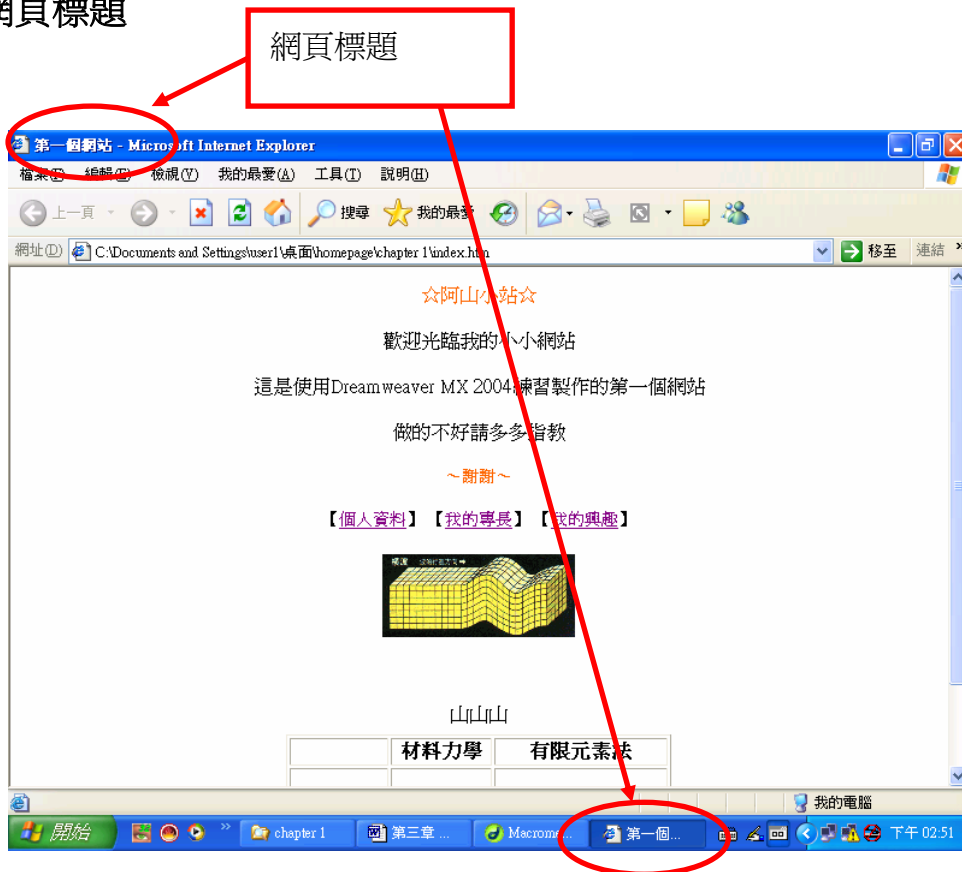 網頁標題
網頁標題
第一個網站 - Microsoft Internet Explorer
檔案(F) 編輯(E) 檢視(V) 我的最愛(A) 工具(T) 說明(H)
上一頁 搜尋 我的最愛
網址(D) C:\Documents and Settings\user1\桌面\homepage\chapter 1\index.htm 移至 連結 »
☆阿山小站☆
歡迎光臨我的小小網站
這是使用Dreamweaver MX 2004練習製作的第一個網站
做的不好請多多指教
～謝謝～
【個人資料】【我的專長】【我的興趣】
山山山
材料力學 有限元素法
我的電腦
開始 » chapter 1 第三章 ... Macrome... 第一個... 下午 02:51